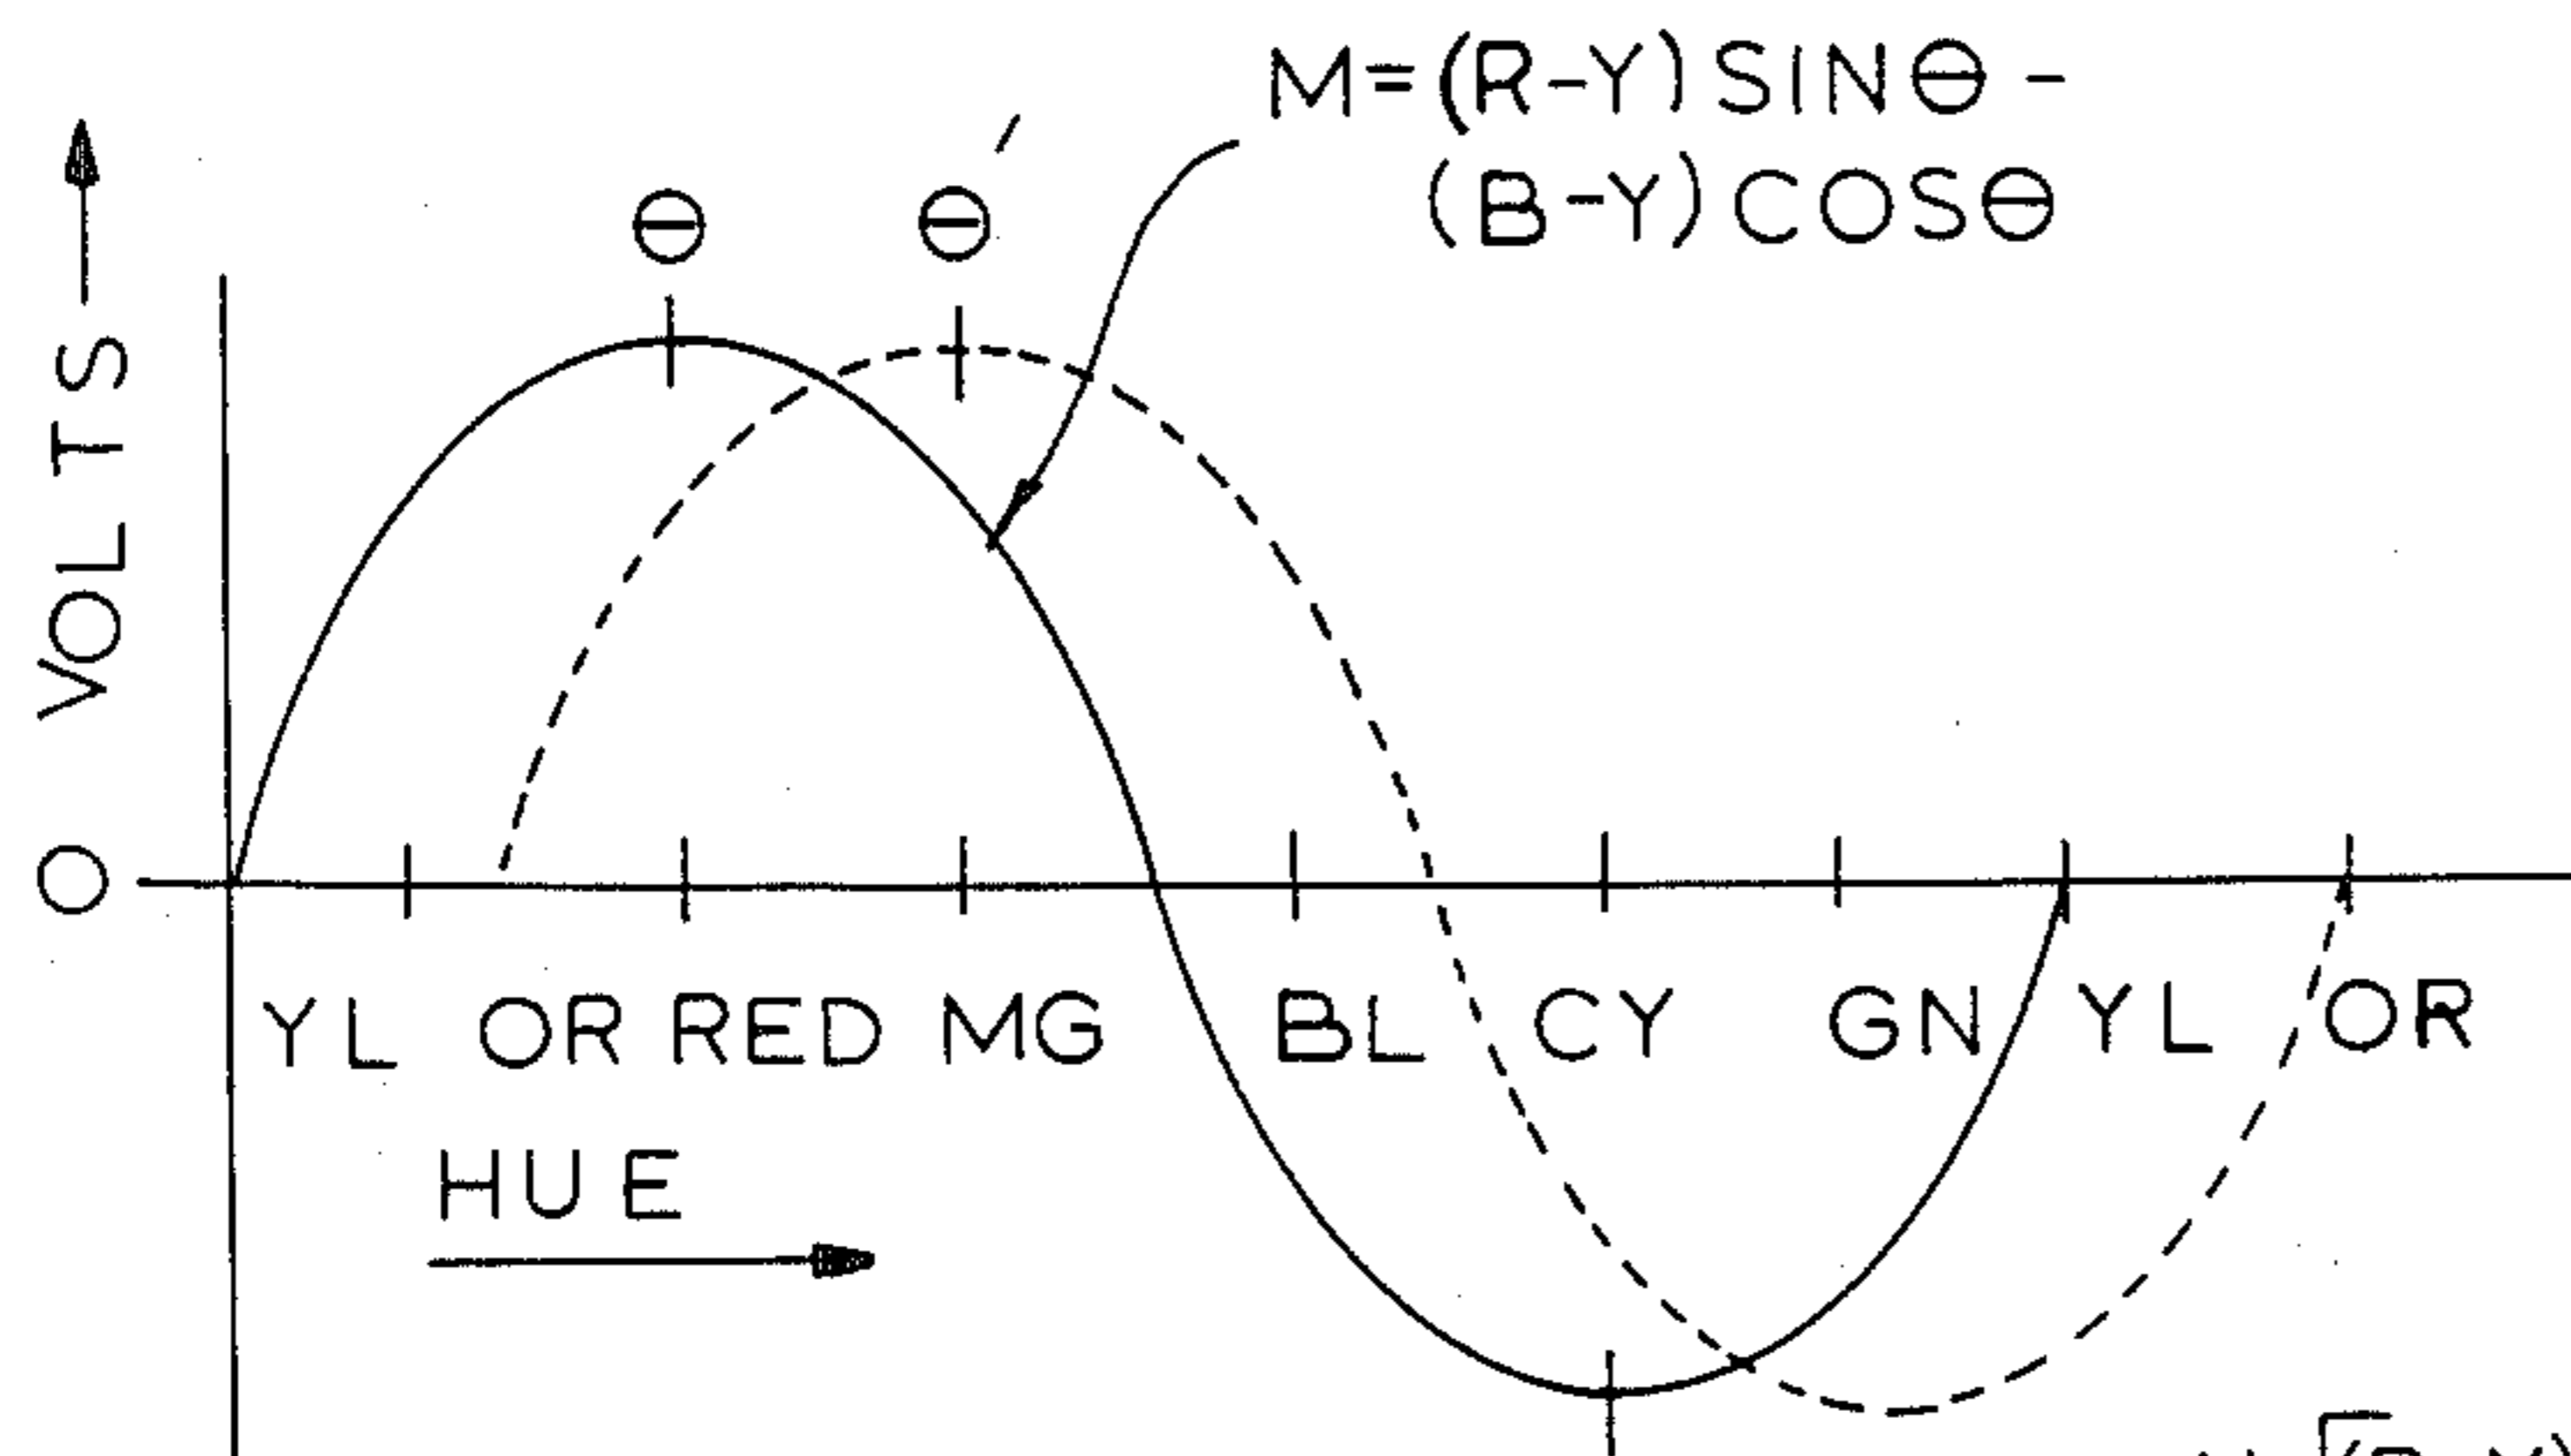 M=(R-Y)SINΘ-
(B-Y)COSΘ
Θ Θ′
VOLTS
O
YL OR RED MG BL CY GN YL OR
HUE